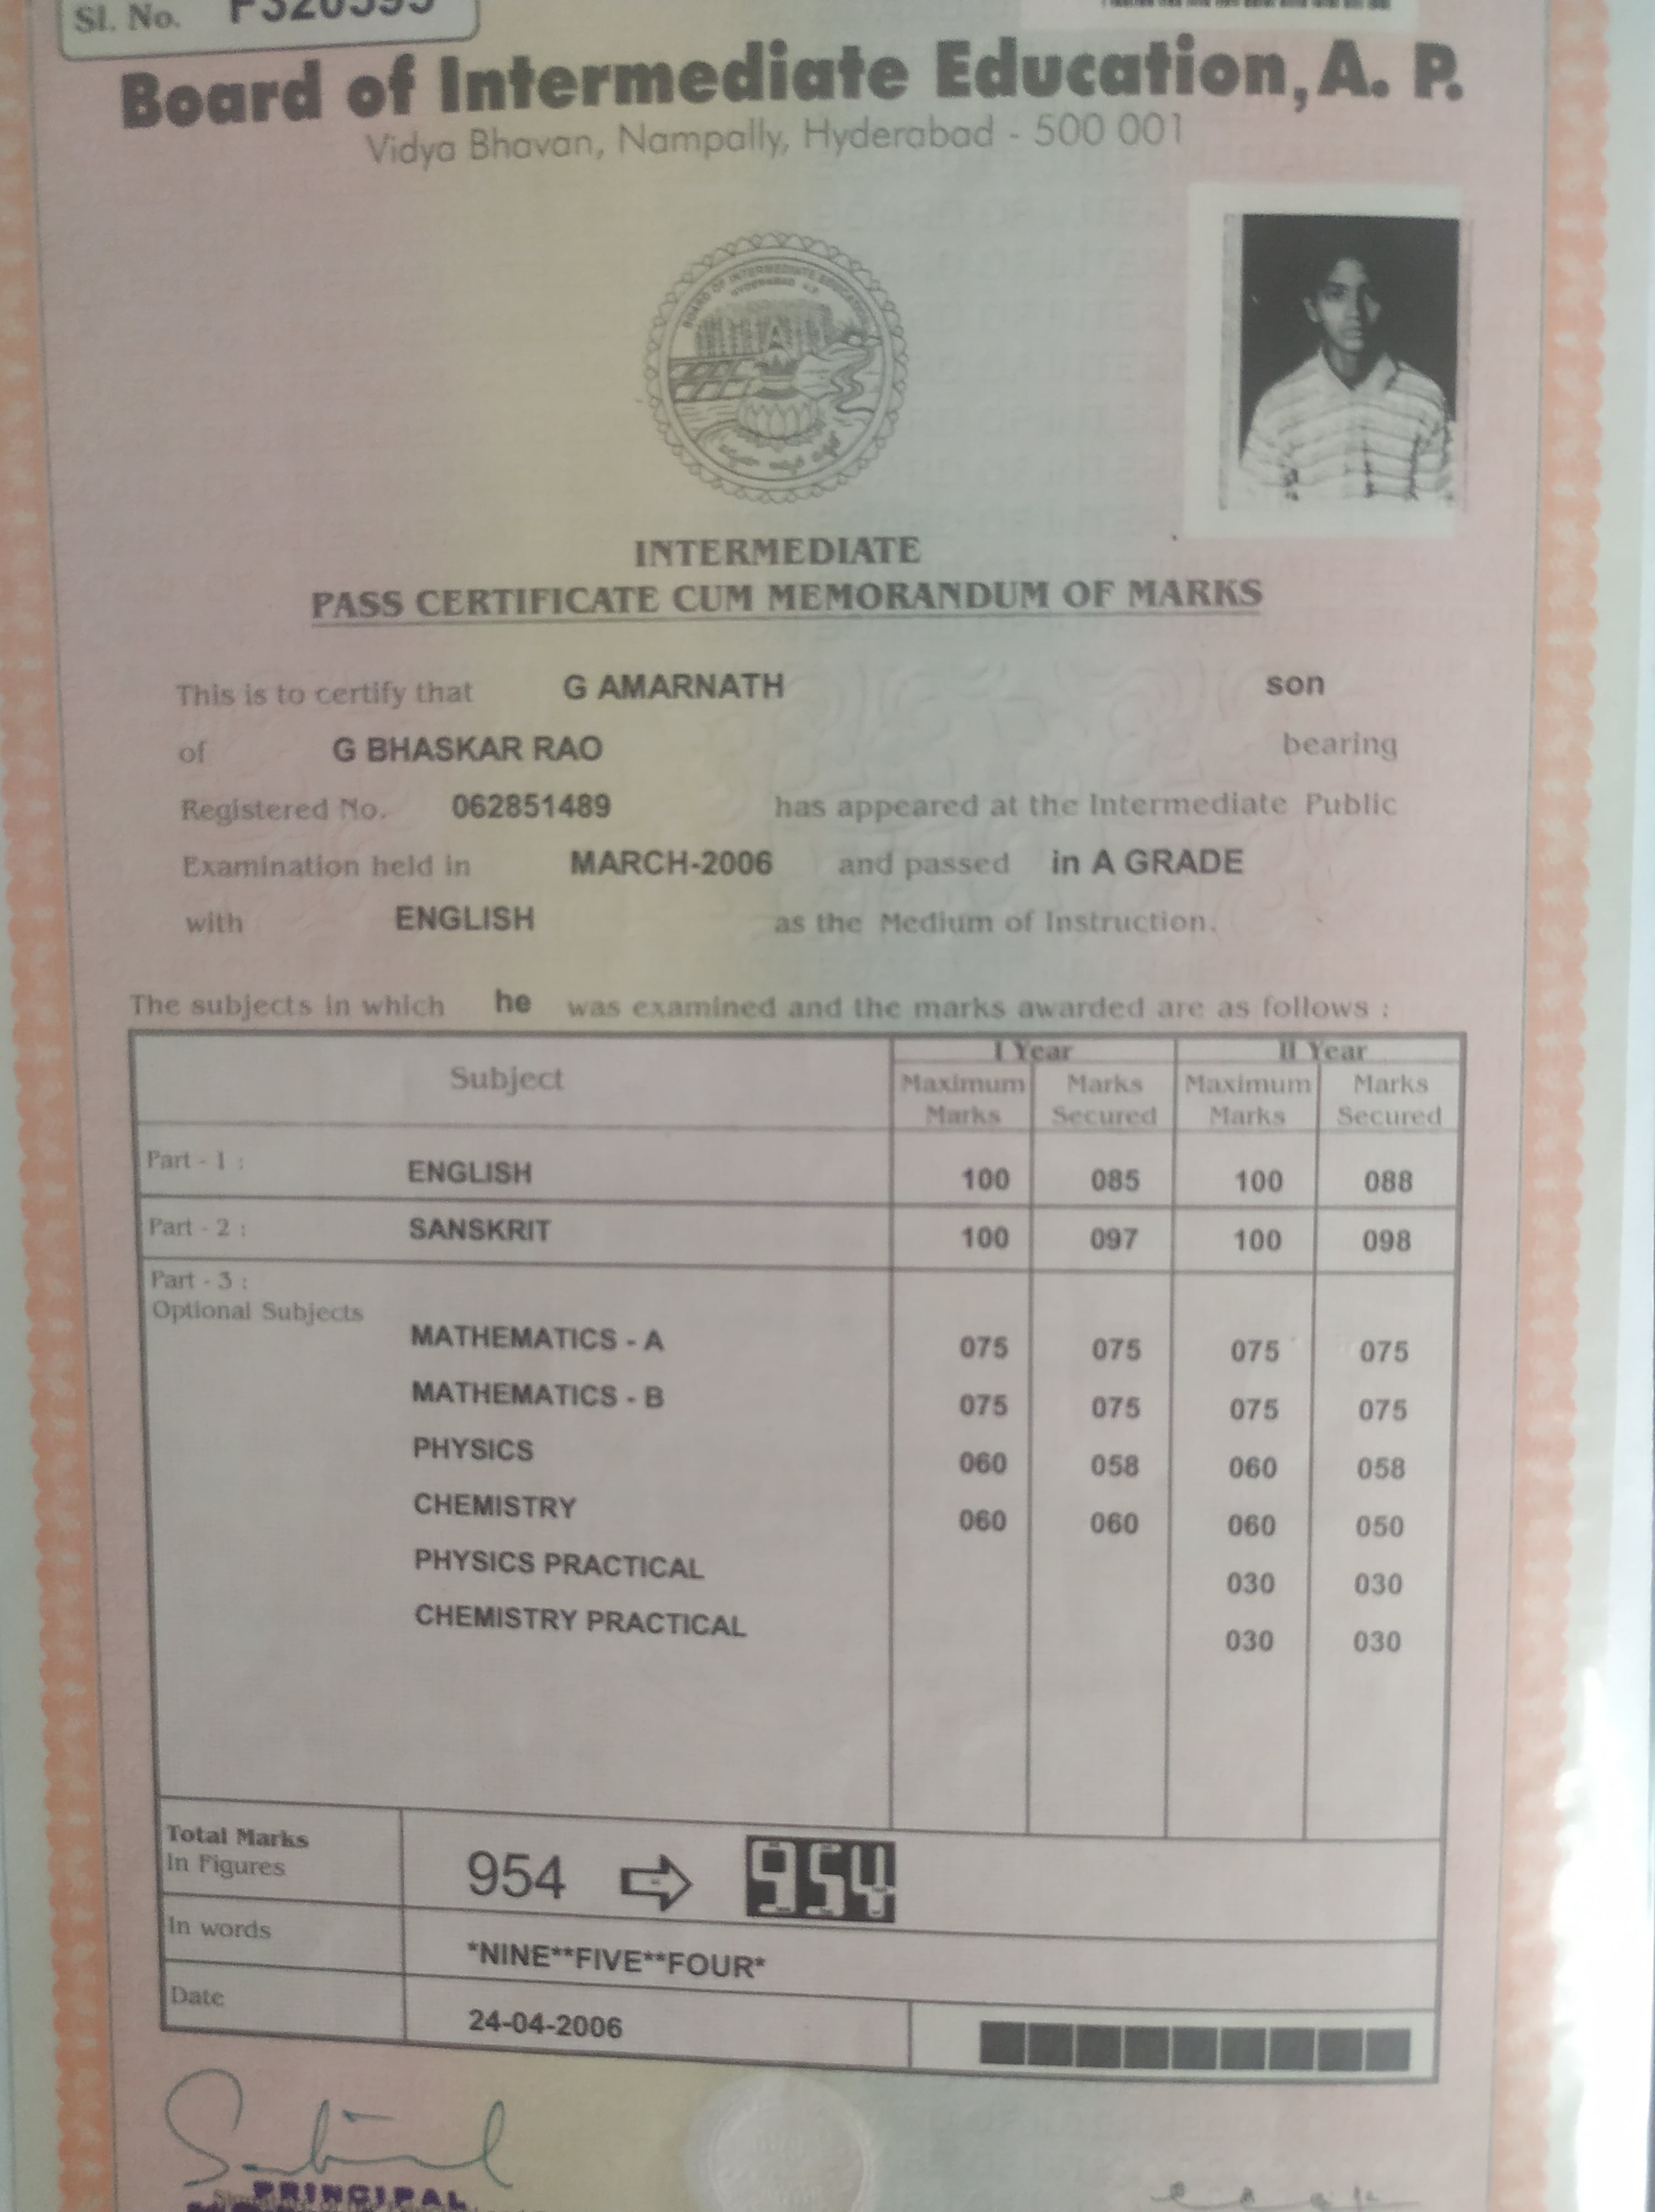 Sl. No.
Board of Intermediate Education, A. P.
Vidya Bhavan, Nampally, Hyderabad - 500 001
BOARD OF INTERMEDIATE EDUCATION
HYDERABAD A.P.
INTERMEDIATE
PASS CERTIFICATE CUM MEMORANDUM OF MARKS
This is to certify that G AMARNATH son
of G BHASKAR RAO bearing
Registered No. 062851489 has appeared at the Intermediate Public
Examination held in MARCH-2006 and passed in A GRADE
with ENGLISH as the Medium of Instruction.
The subjects in which he was examined and the marks awarded are as follows :
Subject I Year II Year
Maximum Marks Marks Secured Maximum Marks Marks Secured
Part - 1 : ENGLISH 100 085 100 088
Part - 2 : SANSKRIT 100 097 100 098
Part - 3 :
Optional Subjects
MATHEMATICS - A 075 075 075 075
MATHEMATICS - B 075 075 075 075
PHYSICS 060 058 060 058
CHEMISTRY 060 060 060 050
PHYSICS PRACTICAL 030 030
CHEMISTRY PRACTICAL 030 030
Total Marks
In Figures 954 954
In words *NINE**FIVE**FOUR*
Date 24-04-2006
PRINCIPAL